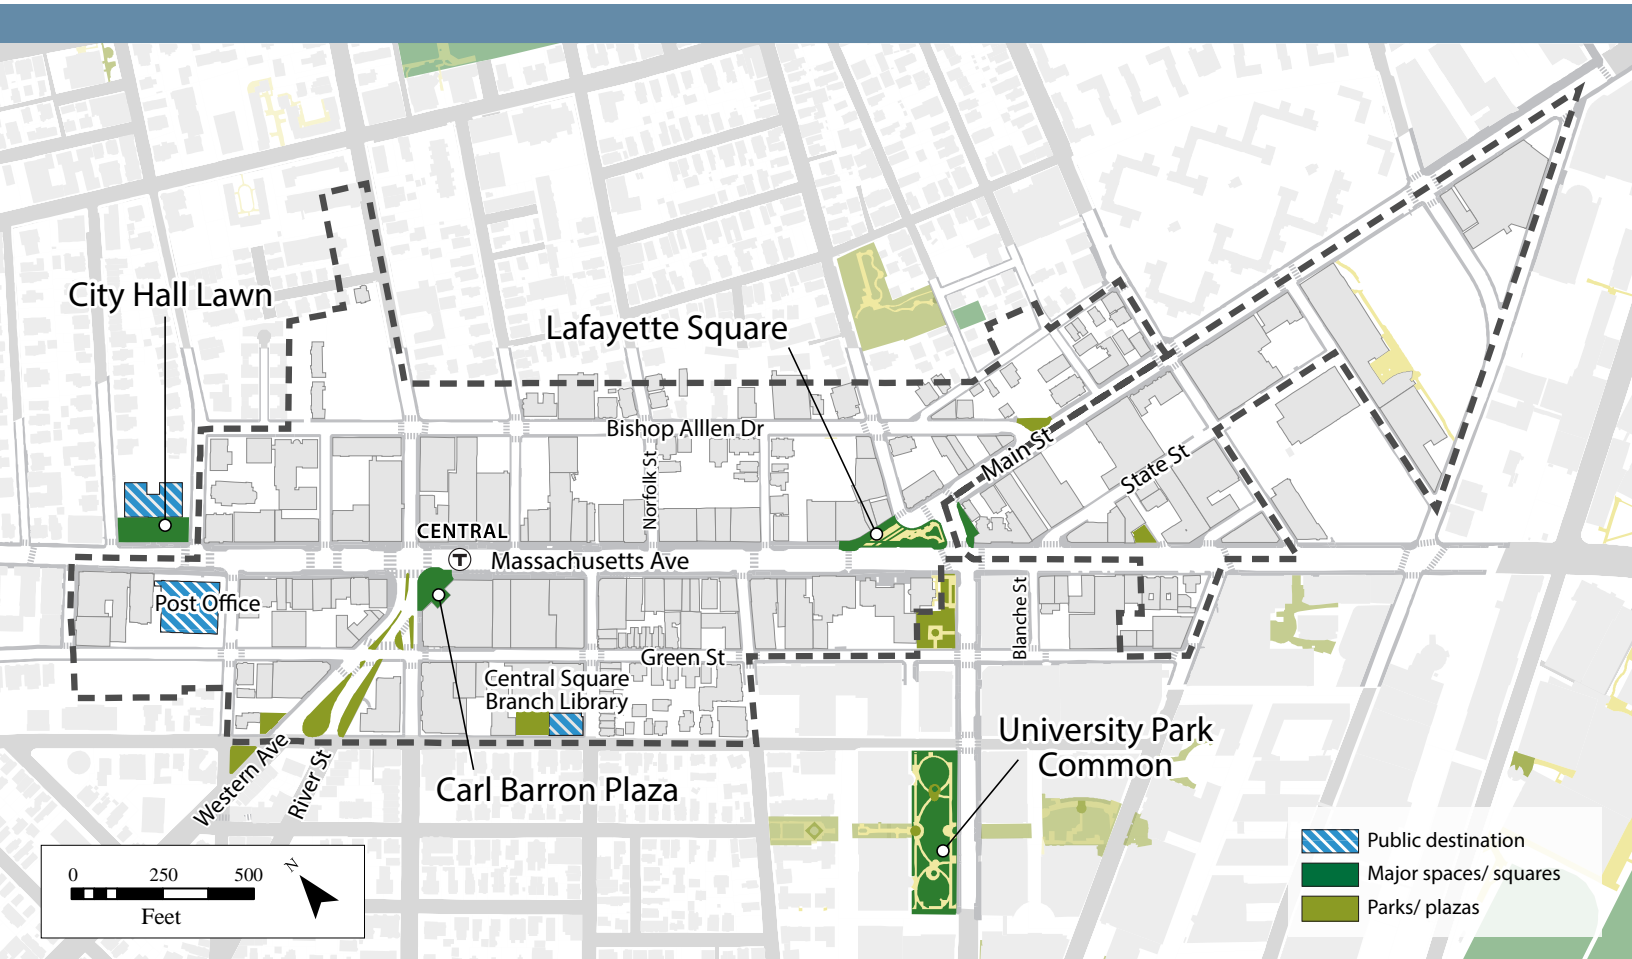 City Hall Lawn
Lafayette Square
Bishop Alllen Dr
Norfolk St
Main St
State St
CENTRAL
T
Massachusetts Ave
Post Office
Blanche St
Green St
Central Square
Branch Library
University Park
Common
Western Ave
River St
Carl Barron Plaza
0 250 500
Feet
N
Public destination
Major spaces/ squares
Parks/ plazas